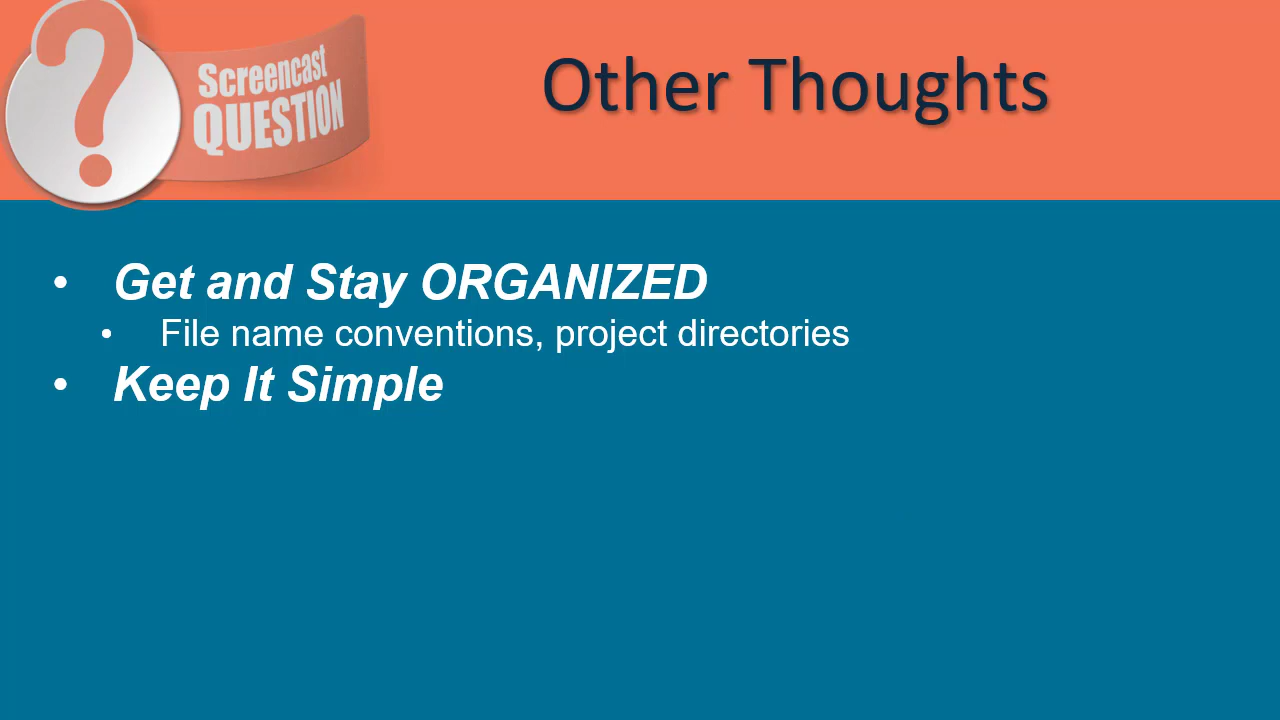 ?
Screencast
QUESTION
Other Thoughts
• Get and Stay ORGANIZED
• File name conventions, project directories
• Keep It Simple